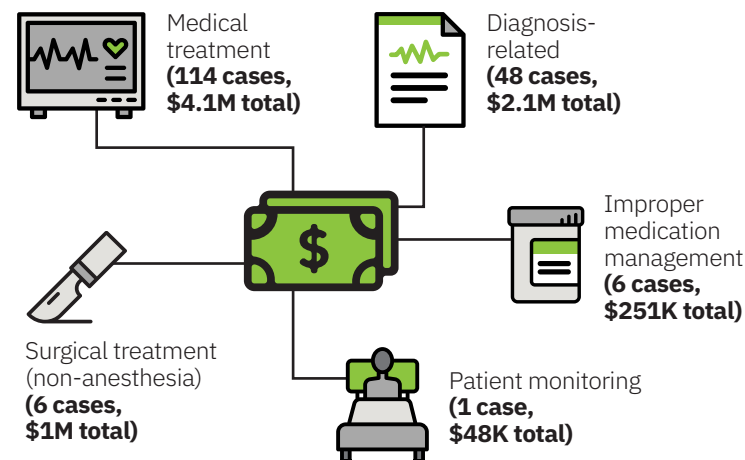 Medical
treatment
(114 cases,
$4.1M total)
Diagnosis-
related
(48 cases,
$2.1M total)
$
Improper
medication
management
(6 cases,
$251K total)
Surgical treatment
(non-anesthesia)
(6 cases,
$1M total)
Patient monitoring
(1 case,
$48K total)